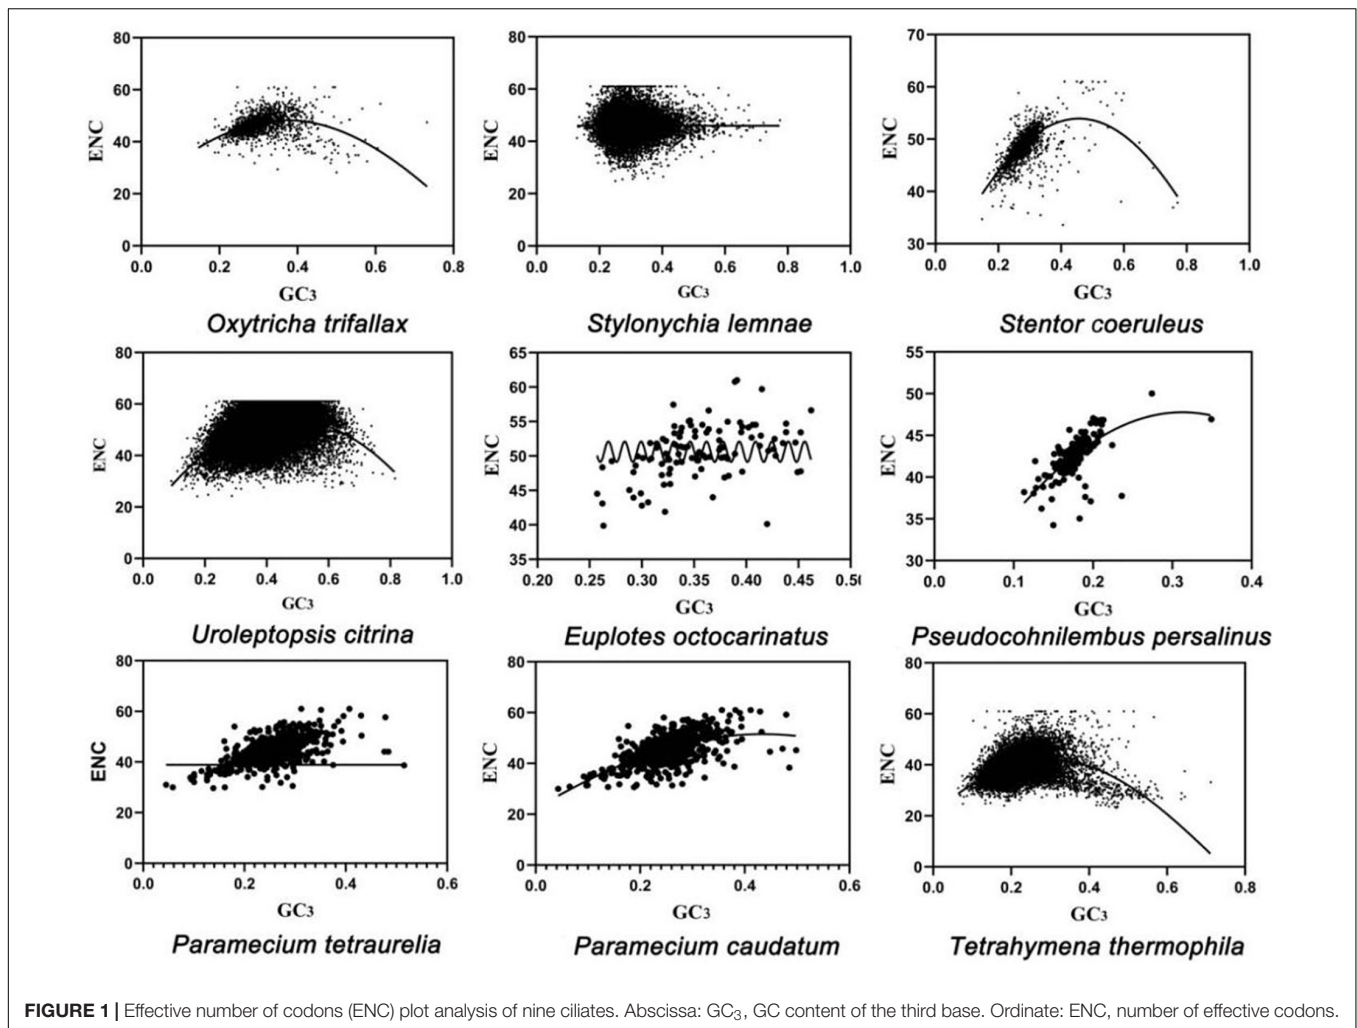 80
60
40
20
0
ENC
0.0 0.2 0.4 0.6 0.8
GC3
Oxytricha trifallax
80
60
40
20
0
ENC
0.0 0.2 0.4 0.6 0.8 1.0
GC3
Stylonychia lemnae
70
60
50
40
30
ENC
0.0 0.2 0.4 0.6 0.8 1.0
GC3
Stentor coeruleus
80
60
40
20
0
ENC
0.0 0.2 0.4 0.6 0.8 1.0
GC3
Uroleptopsis citrina
65
60
55
50
45
40
35
ENC
0.20 0.25 0.30 0.35 0.40 0.45 0.50
GC3
Euplotes octocarinatus
55
50
45
40
35
30
ENC
0.0 0.1 0.2 0.3 0.4
GC3
Pseudocohnilembus persalinus
80
60
40
20
0
ENC
0.0 0.2 0.4 0.6
GC3
Paramecium tetraurelia
80
60
40
20
0
ENC
0.0 0.2 0.4 0.6
GC3
Paramecium caudatum
80
60
40
20
0
ENC
0.0 0.2 0.4 0.6 0.8
GC3
Tetrahymena thermophila
FIGURE 1 | Effective number of codons (ENC) plot analysis of nine ciliates. Abscissa: GC3, GC content of the third base. Ordinate: ENC, number of effective codons.